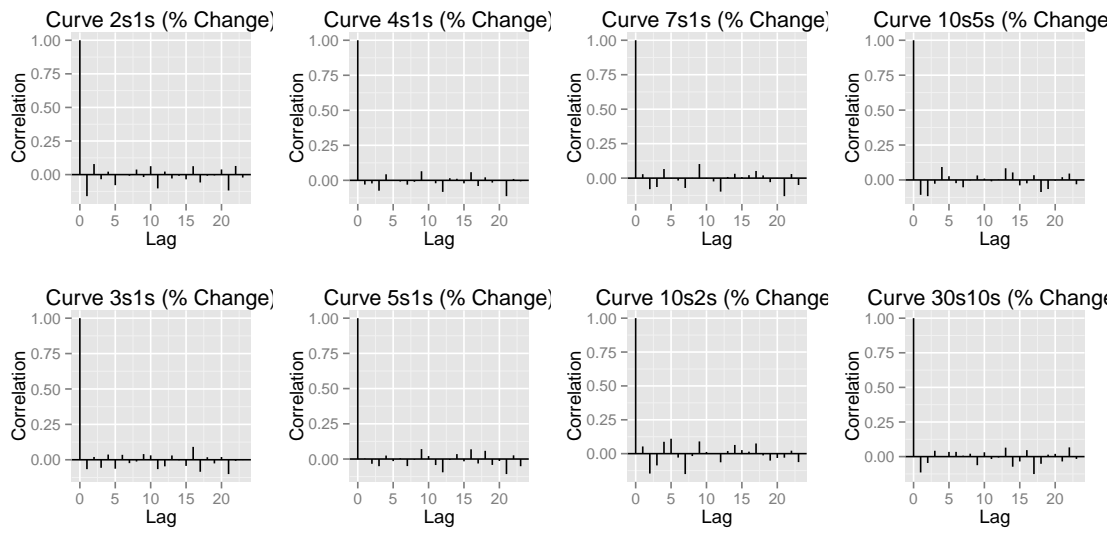 Curve 2s1s (% Change)
1.00
0.75
0.50
0.25
0.00
Correlation
0 5 10 15 20
Lag
Curve 4s1s (% Change)
1.00
0.75
0.50
0.25
0.00
Correlation
0 5 10 15 20
Lag
Curve 7s1s (% Change)
1.00
0.75
0.50
0.25
0.00
Correlation
0 5 10 15 20
Lag
Curve 10s5s (% Change
1.00
0.75
0.50
0.25
0.00
Correlation
0 5 10 15 20
Lag
Curve 3s1s (% Change)
1.00
0.75
0.50
0.25
0.00
Correlation
0 5 10 15 20
Lag
Curve 5s1s (% Change)
1.00
0.75
0.50
0.25
0.00
Correlation
0 5 10 15 20
Lag
Curve 10s2s (% Change
1.00
0.75
0.50
0.25
0.00
Correlation
0 5 10 15 20
Lag
Curve 30s10s (% Chang
1.00
0.75
0.50
0.25
0.00
Correlation
0 5 10 15 20
Lag